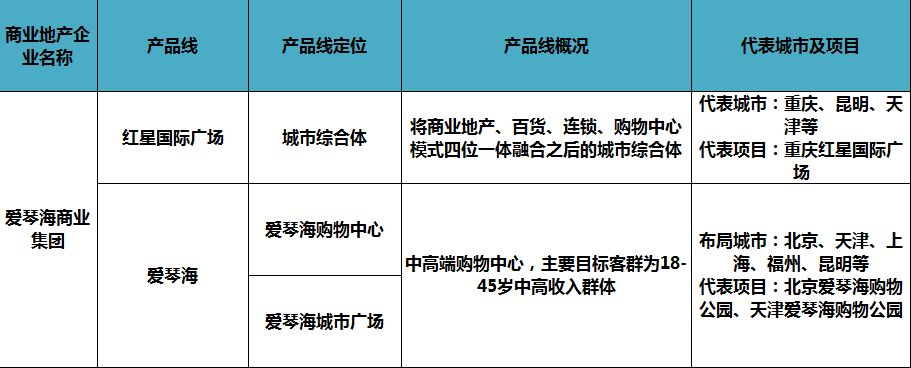 商业地产企
业名称
产品线
产品线定位
产品线概况
代表城市及项目
爱琴海商业
集团
红星国际广场
城市综合体
将商业地产、百货、连锁、购物中心
模式四位一体融合之后的城市综合体
代表城市：重庆、昆明、天
津等
代表项目：重庆红星国际广
场
爱琴海
爱琴海购物中心
爱琴海城市广场
中高端购物中心，主要目标客群为18-
45岁中高收入群体
布局城市：北京、天津、上
海、福州、昆明等
代表项目：北京爱琴海购物
公园、天津爱琴海购物公园